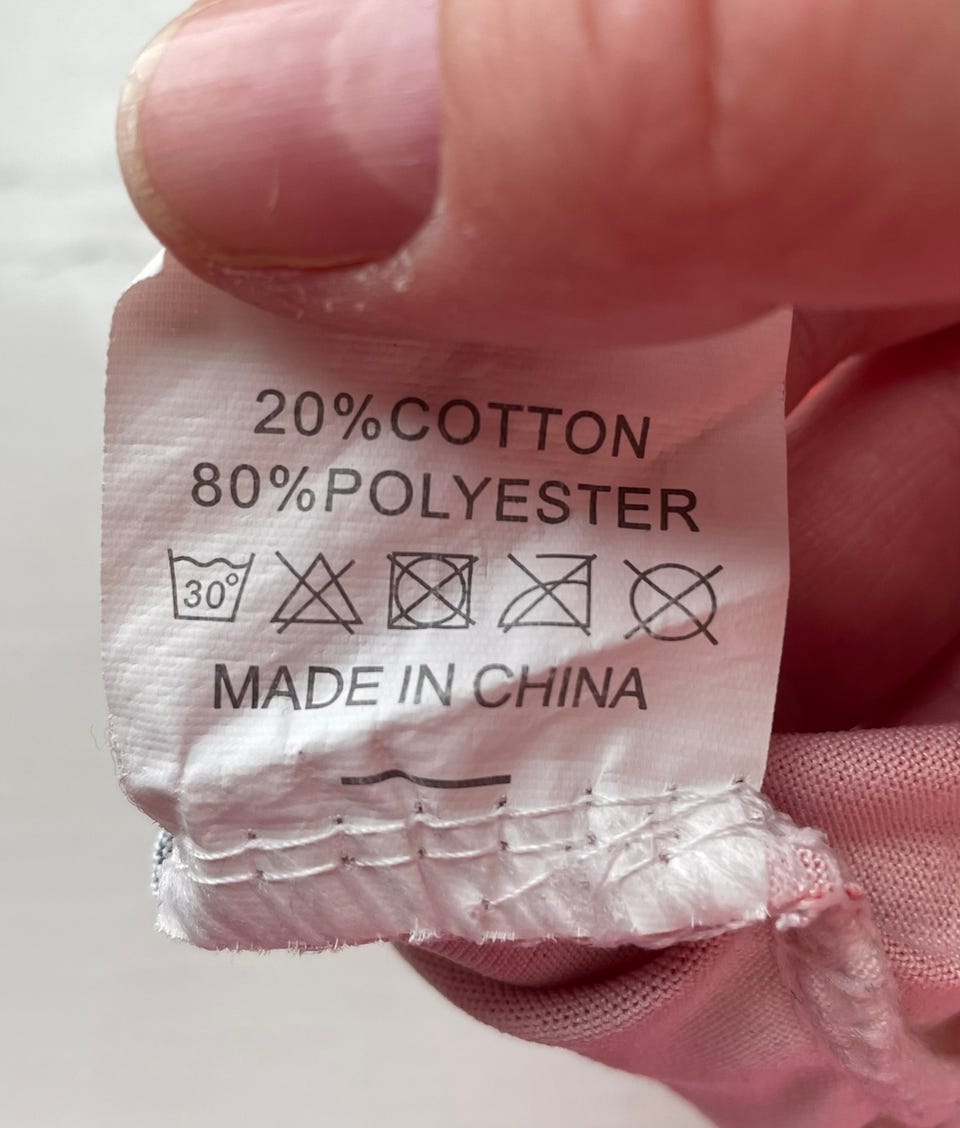 20%COTTON
80%POLYESTER
30°
MADE IN CHINA